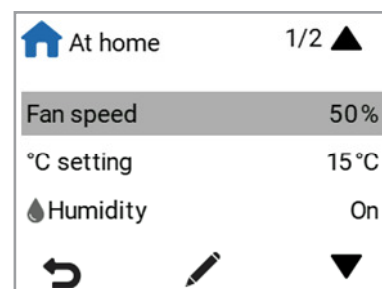 At home 1/2
Fan speed 50%
°C setting 15°C
Humidity On